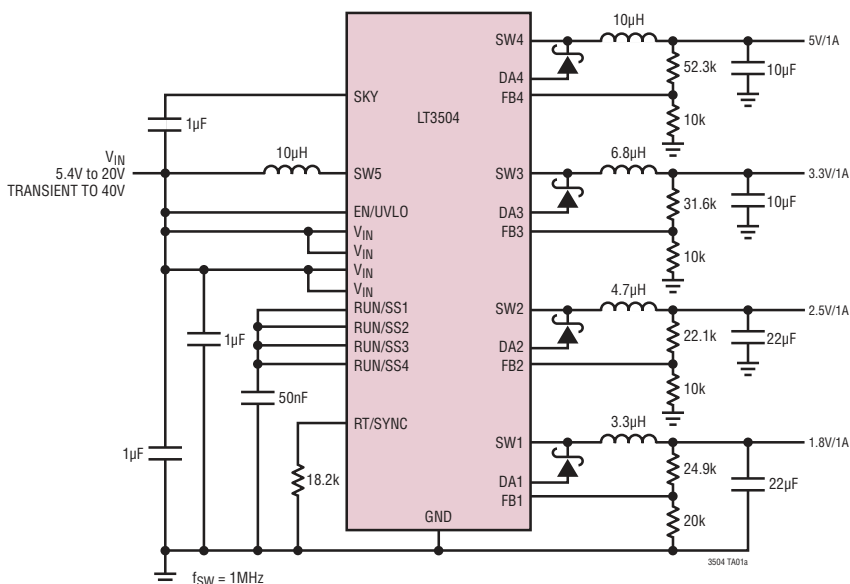 10µH
SW4
5V/1A
DA4
52.3k
10µF
SKY
FB4
LT3504
1µF
10k
V_IN
5.4V to 20V
TRANSIENT TO 40V
10µH
SW5
6.8µH
SW3
3.3V/1A
EN/UVLO
DA3
31.6k
10µF
V_IN
FB3
V_IN
10k
V_IN
V_IN
4.7µH
RUN/SS1
SW2
2.5V/1A
RUN/SS2
1µF
RUN/SS3
DA2
22.1k
22µF
RUN/SS4
FB2
50nF
10k
3.3µH
RT/SYNC
SW1
1.8V/1A
1µF
18.2k
DA1
24.9k
22µF
FB1
GND
20k
3504 TA01a
f_SW = 1MHz